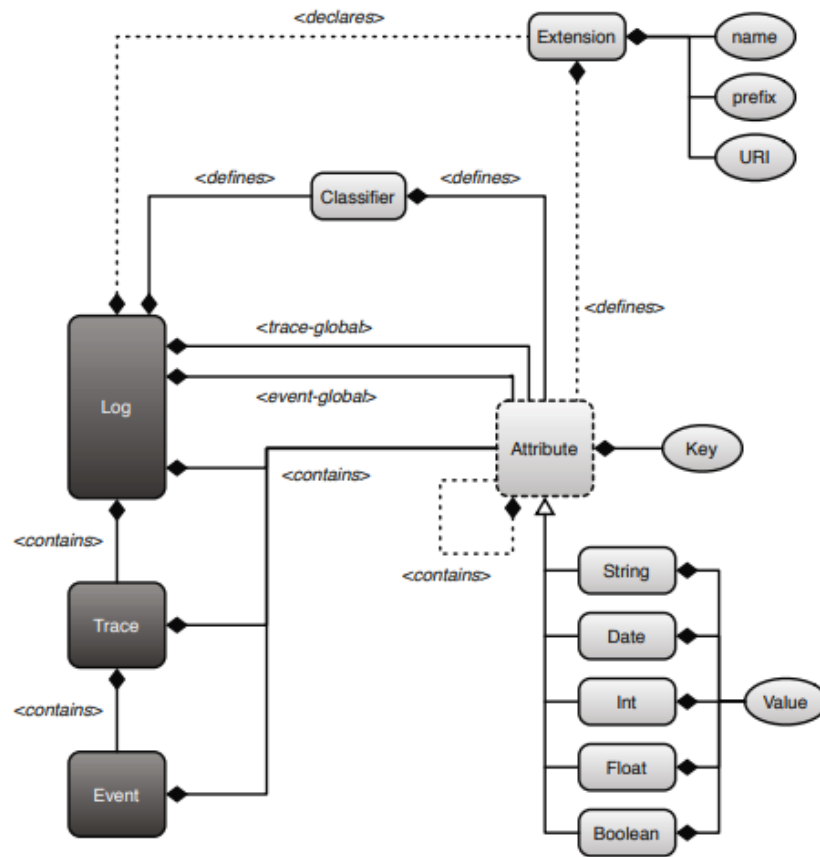 <declares>
Extension
name
prefix
URI
<defines>
Classifier
<defines>
<defines>
<trace-global>
<event-global>
Log
Attribute
Key
<contains>
<contains>
<contains>
String
Trace
Date
<contains>
Int
Value
Float
Event
Boolean